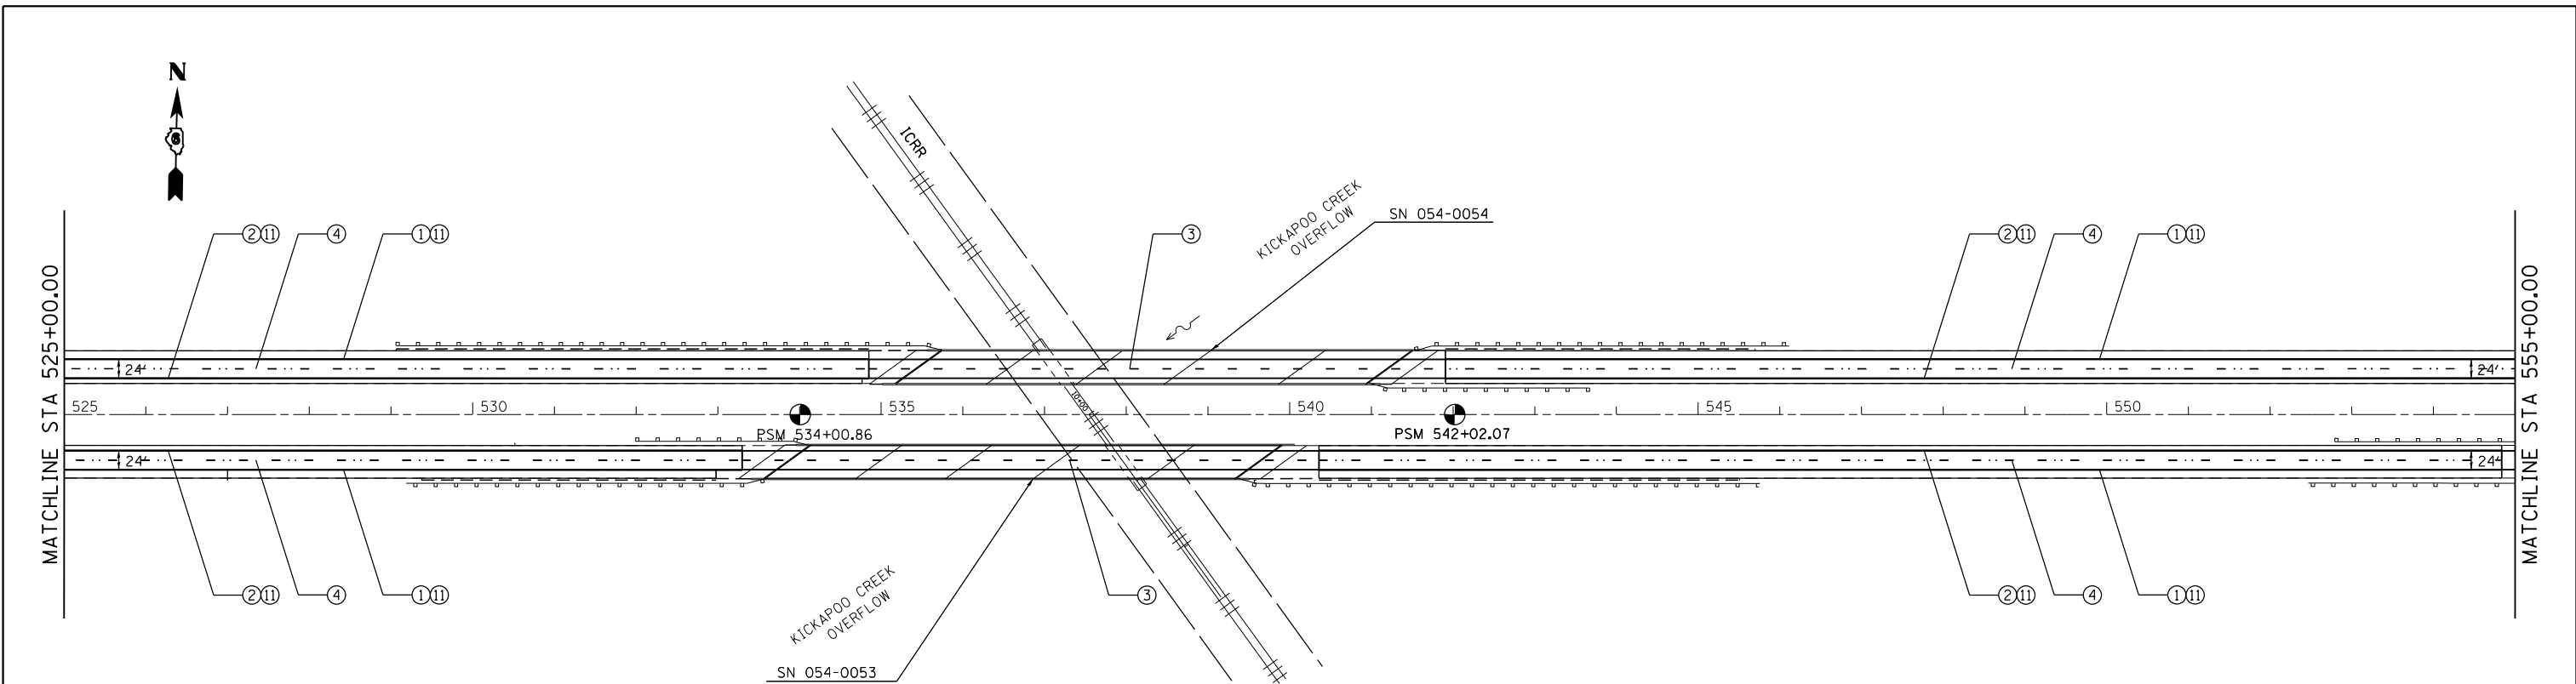 N
6
ICRR
KICKAPOO CREEK
OVERFLOW
SN 054-0054
2 11
4
1 11
3
2 11
4
1 11
MATCHLINE STA 525+00.00
MATCHLINE STA 555+00.00
24'
24'
10+00
525
530
535
540
545
550
PSM 534+00.86
PSM 542+02.07
24'
24'
2 11
4
1 11
KICKAPOO CREEK
OVERFLOW
3
2 11
4
1 11
SN 054-0053